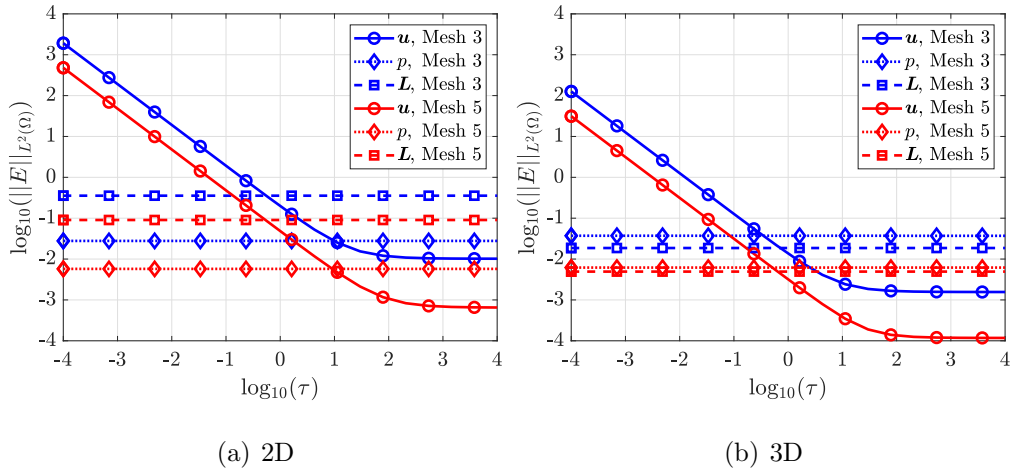 4
3
2
1
0
-1
-2
-3
-4
log₁₀(||E||_{L²(Ω)})
u, Mesh 3
p, Mesh 3
L, Mesh 3
u, Mesh 5
p, Mesh 5
L, Mesh 5
-4 -3 -2 -1 0 1 2 3 4
log₁₀(τ)
(a) 2D
4
3
2
1
0
-1
-2
-3
-4
log₁₀(||E||_{L²(Ω)})
u, Mesh 3
p, Mesh 3
L, Mesh 3
u, Mesh 5
p, Mesh 5
L, Mesh 5
-4 -3 -2 -1 0 1 2 3 4
log₁₀(τ)
(b) 3D